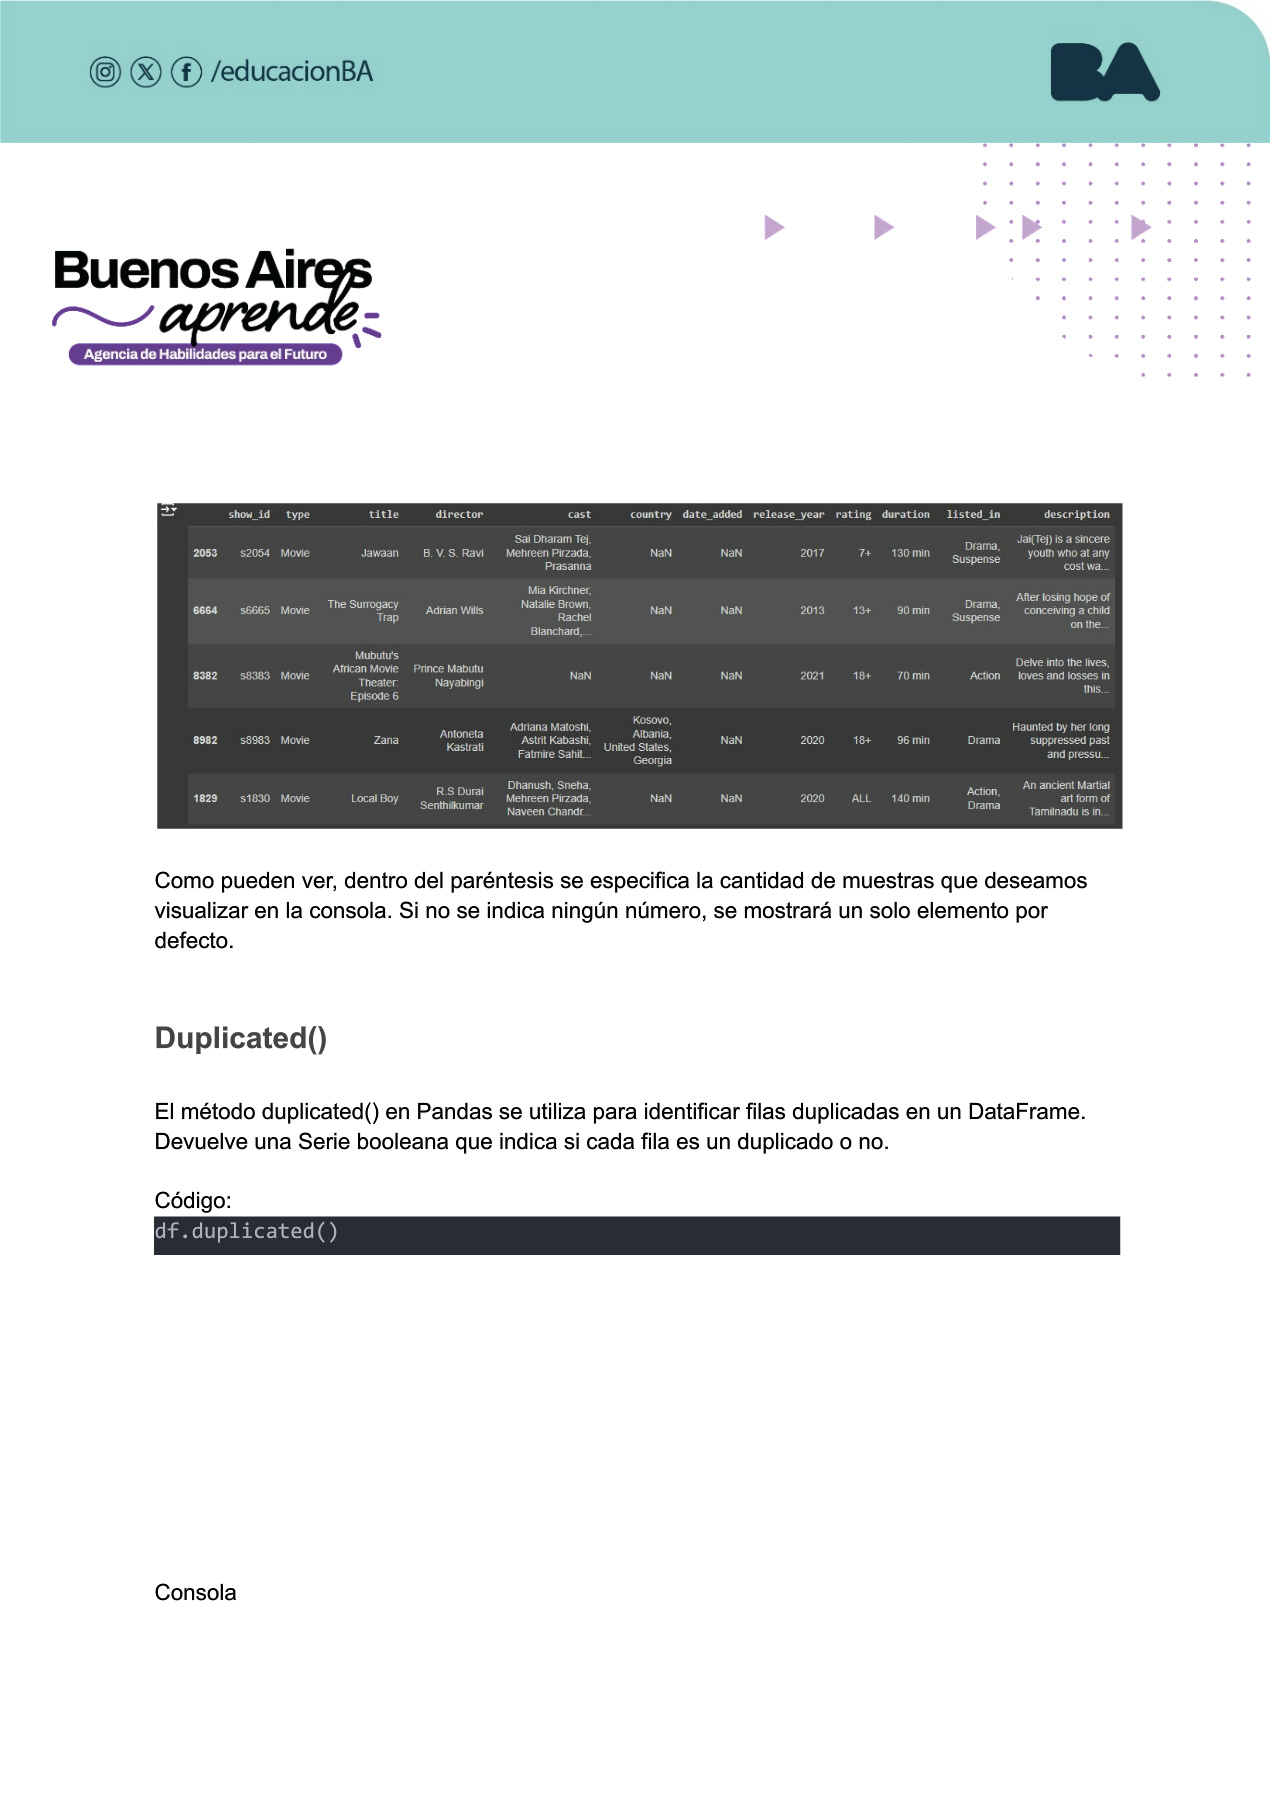 /educacionBA
BA
Buenos Aires
aprende
Agencia de Habilidades para el Futuro
show_id type title director cast country date_added release_year rating duration listed_in description
2053 s2054 Movie Jawaan B. V. S. Ravi Sai Dharam Tej, Mehreen Pirzada, Prasanna NaN NaN 2017 7+ 130 min Drama, Suspense Jai(Tej) is a sincere youth who at any cost wa...
6664 s6665 Movie The Surrogacy Trap Adrian Wills Mia Kirchner, Natalie Brown, Rachel Blanchard,... NaN NaN 2013 13+ 90 min Drama, Suspense After losing hope of conceiving a child on the...
8382 s8383 Movie Mubutu's African Movie Theater: Episode 6 Prince Mabutu Nayabingi NaN NaN NaN 2021 18+ 70 min Action Delve into the lives, loves and losses in this...
8982 s8983 Movie Zana Antoneta Kastrati Adriana Matoshi, Astrit Kabashi, Fatmire Sahit... Kosovo, Albania, United States, Georgia NaN 2020 18+ 96 min Drama Haunted by her long suppressed past and pressu...
1829 s1830 Movie Local Boy R.S Durai Senthilkumar Dhanush, Sneha, Mehreen Pirzada, Naveen Chandr... NaN NaN 2020 ALL 140 min Action, Drama An ancient Martial art form of Tamilnadu is in...
Como pueden ver, dentro del paréntesis se especifica la cantidad de muestras que deseamos
visualizar en la consola. Si no se indica ningún número, se mostrará un solo elemento por
defecto.
Duplicated()
El método duplicated() en Pandas se utiliza para identificar filas duplicadas en un DataFrame.
Devuelve una Serie booleana que indica si cada fila es un duplicado o no.
Código:
df.duplicated()
Consola